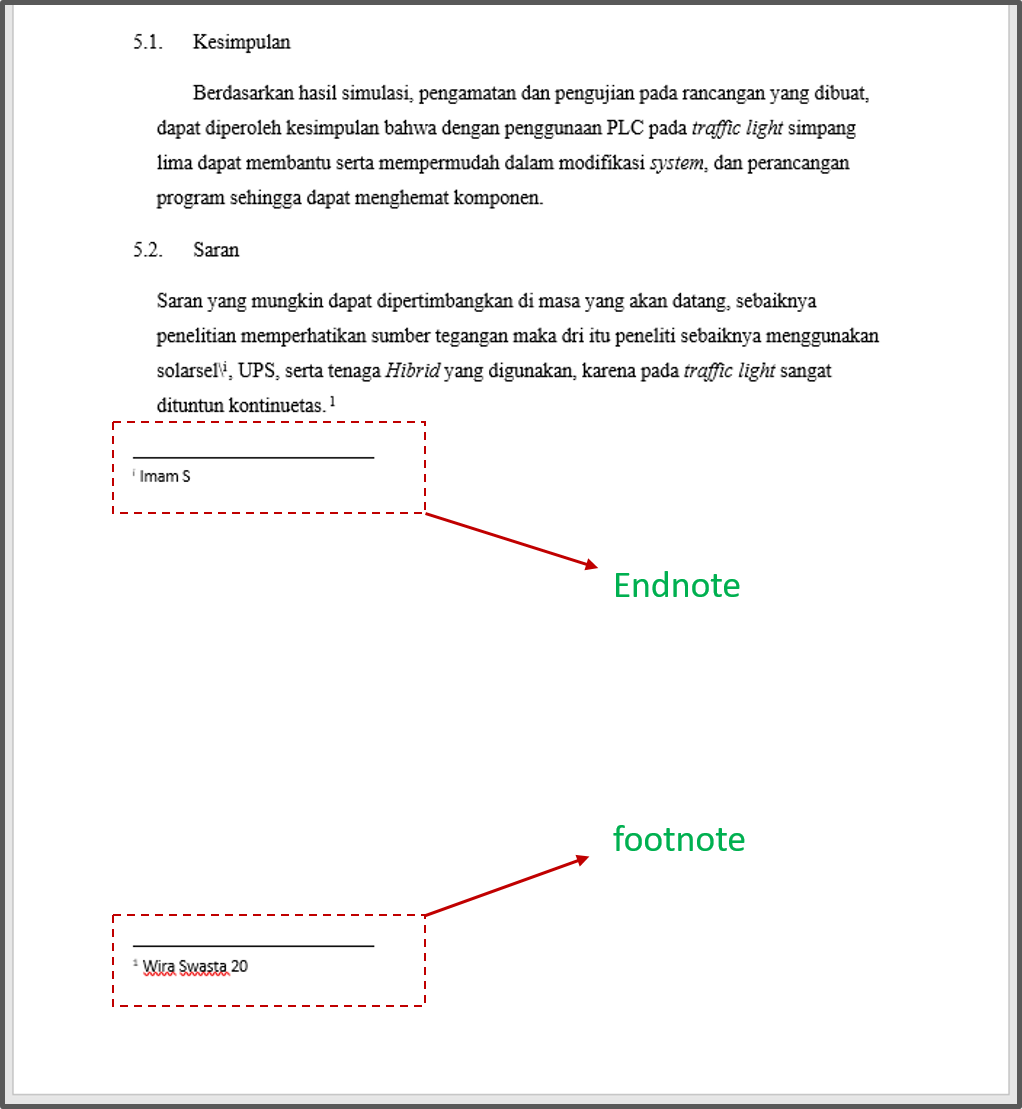 5.1. Kesimpulan
Berdasarkan hasil simulasi, pengamatan dan pengujian pada rancangan yang dibuat,
dapat diperoleh kesimpulan bahwa dengan penggunaan PLC pada traffic light simpang
lima dapat membantu serta mempermudah dalam modifikasi system, dan perancangan
program sehingga dapat menghemat komponen.
5.2. Saran
Saran yang mungkin dapat dipertimbangkan di masa yang akan datang, sebaiknya
penelitian memperhatikan sumber tegangan maka dri itu peneliti sebaiknya menggunakan
solarsel\i, UPS, serta tenaga Hibrid yang digunakan, karena pada traffic light sangat
dituntun kontinuetas. 1
i Imam S
Endnote
footnote
1 Wira Swasta 20